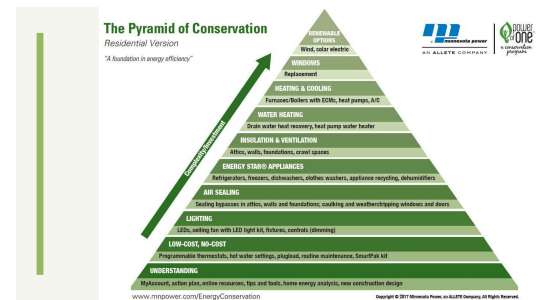 The Pyramid of Conservation
Residential Version
"A foundation in energy efficiency"
minnesota power
AN ALLETE COMPANY
power of one
a conservation program
Complexity/Investment
RENEWABLE
OPTIONS
Wind, solar electric
WINDOWS
Replacement
HEATING & COOLING
Furnaces/Boilers with ECMs, heat pumps, A/C
WATER HEATING
Drain water heat recovery, heat pump water heater
INSULATION & VENTILATION
Attics, walls, foundations, crawl spaces
ENERGY STAR® APPLIANCES
Refrigerators, freezers, dishwashers, clothes washers, appliance recycling, dehumidifiers
AIR SEALING
Sealing bypasses in attics, walls and foundations; caulking and weatherstripping windows and doors
LIGHTING
LEDs, ceiling fan with LED light kit, fixtures, controls (dimming)
LOW-COST, NO-COST
Programmable thermostats, hot water settings, plugload, routine maintenance, SmartPak kit
UNDERSTANDING
MyAccount, action plan, online resources, tips and tools, home energy analysis, new construction design
www.mnpower.com/EnergyConservation
Copyright © 2017 Minnesota Power, an ALLETE Company. All Rights Reserved.